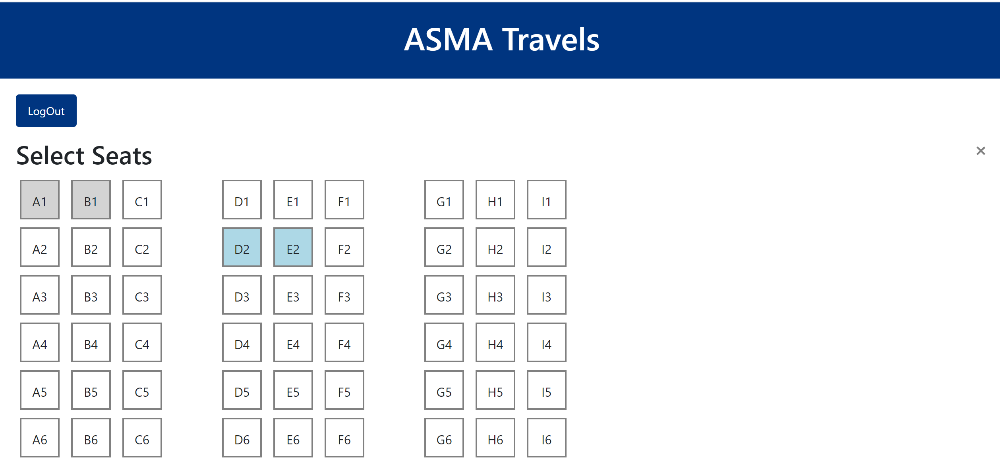 ASMA Travels
LogOut
Select Seats
×
A1 B1 C1 D1 E1 F1 G1 H1 I1
A2 B2 C2 D2 E2 F2 G2 H2 I2
A3 B3 C3 D3 E3 F3 G3 H3 I3
A4 B4 C4 D4 E4 F4 G4 H4 I4
A5 B5 C5 D5 E5 F5 G5 H5 I5
A6 B6 C6 D6 E6 F6 G6 H6 I6